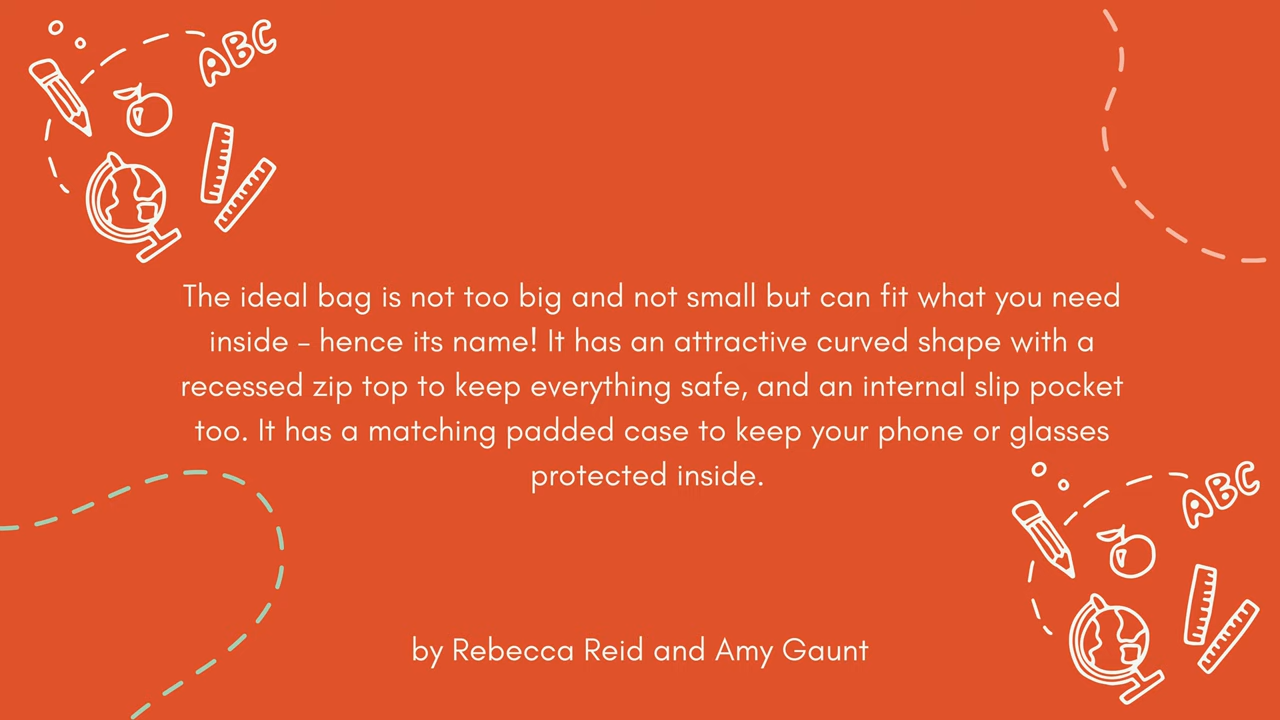 ABC
The ideal bag is not too big and not small but can fit what you need
inside – hence its name! It has an attractive curved shape with a
recessed zip top to keep everything safe, and an internal slip pocket
too. It has a matching padded case to keep your phone or glasses
protected inside.
ABC
by Rebecca Reid and Amy Gaunt